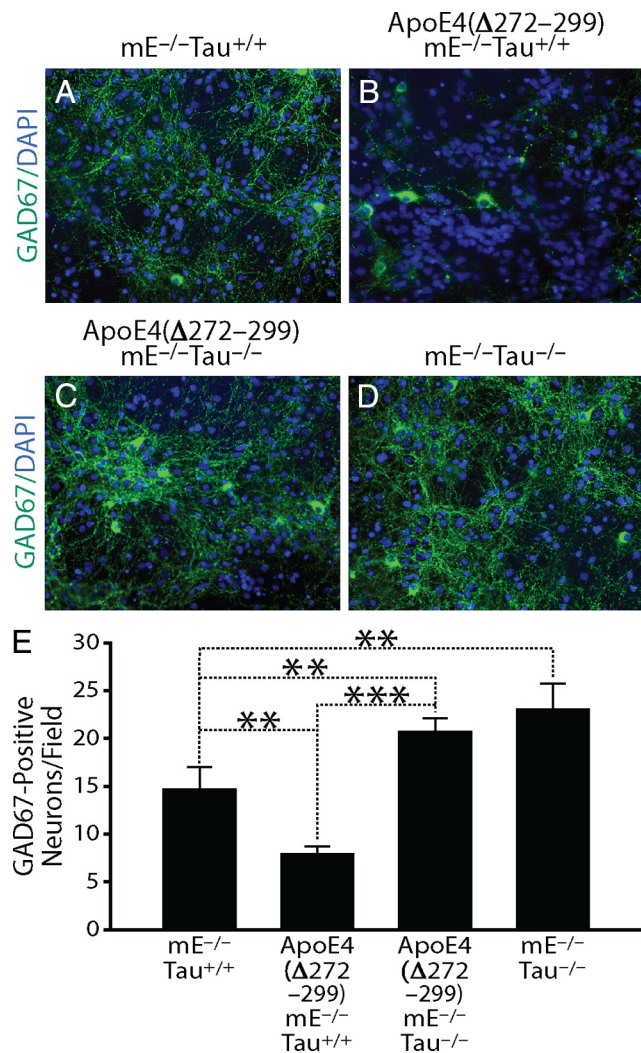 mE⁻/⁻Tau⁺/⁺
ApoE4(Δ272–299)
mE⁻/⁻Tau⁺/⁺
GAD67/DAPI
A
B
ApoE4(Δ272–299)
mE⁻/⁻Tau⁻/⁻
mE⁻/⁻Tau⁻/⁻
GAD67/DAPI
C
D
E
GAD67-Positive
Neurons/Field
30
25
20
15
10
5
0
**
**
***
**
mE⁻/⁻
Tau⁺/⁺
ApoE4
(Δ272
–299)
mE⁻/⁻
Tau⁺/⁺
ApoE4
(Δ272
–299)
mE⁻/⁻
Tau⁻/⁻
mE⁻/⁻
Tau⁻/⁻